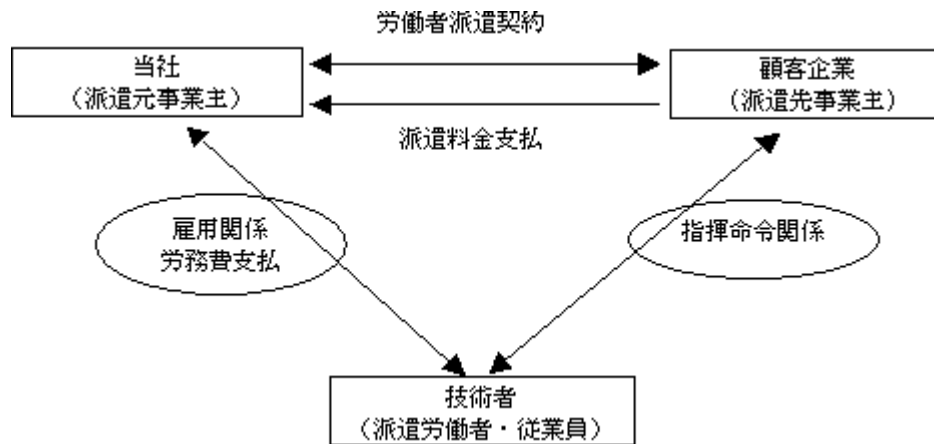 労働者派遣契約
当社
（派遣元事業主）
顧客企業
（派遣先事業主）
派遣料金支払
雇用関係
労務費支払
指揮命令関係
技術者
（派遣労働者・従業員）